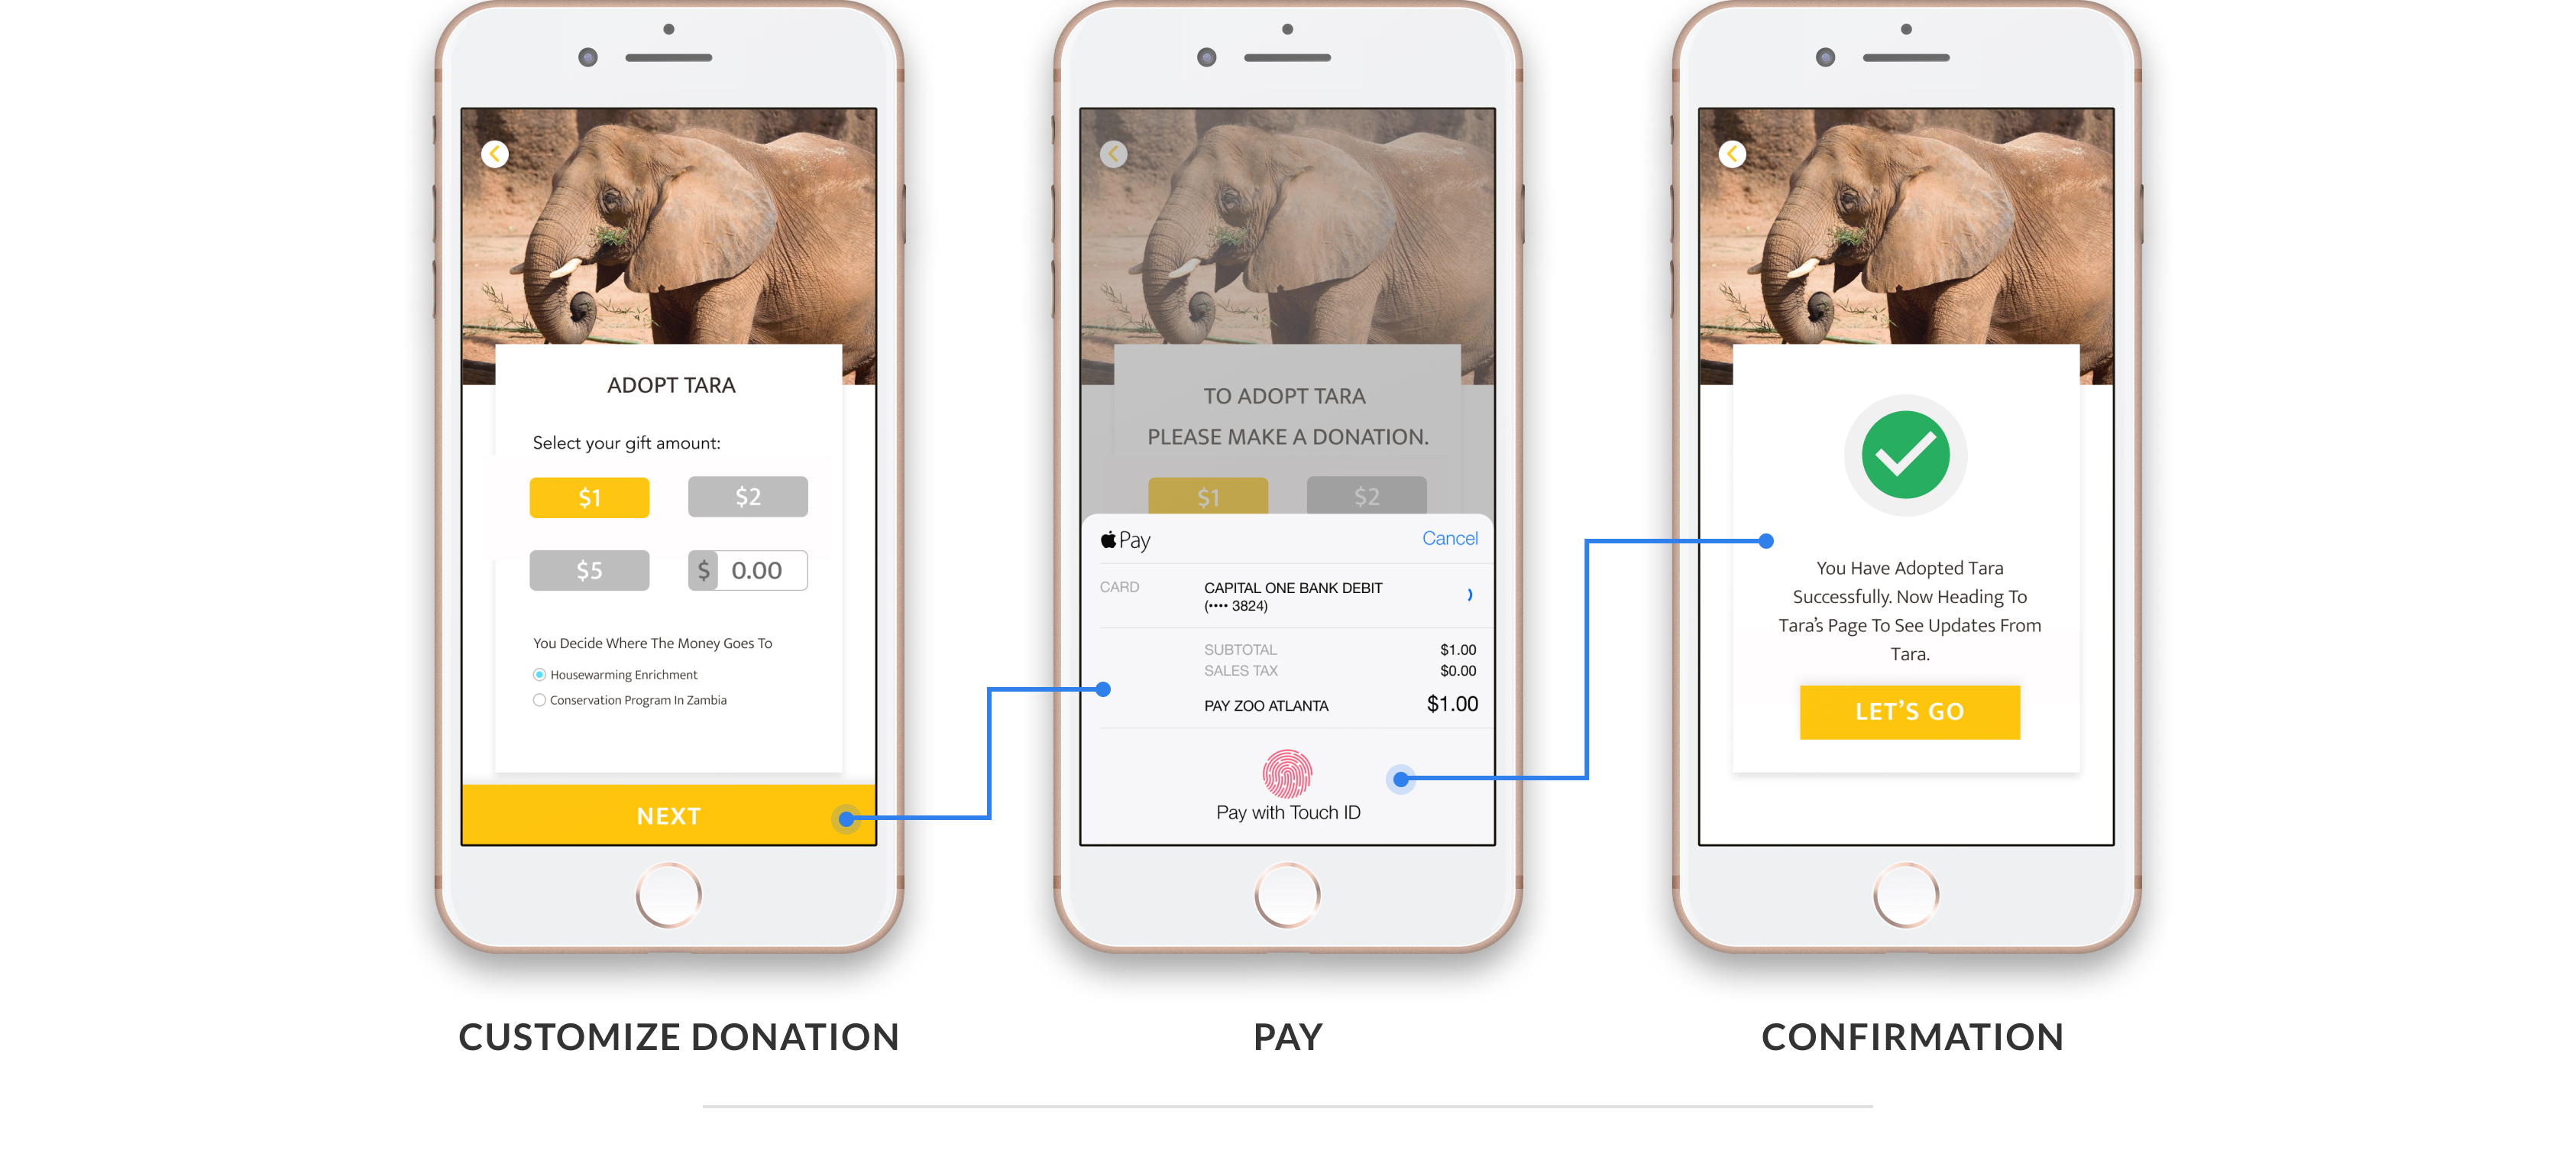 ADOPT TARA
Select your gift amount:
$1
$2
$5
$ 0.00
You Decide Where The Money Goes To
Housewarming Enrichment
Conservation Program In Zambia
NEXT
CUSTOMIZE DONATION
TO ADOPT TARA
PLEASE MAKE A DONATION.
$1
$2
Pay
Cancel
CARD
CAPITAL ONE BANK DEBIT
(•••• 3824)
SUBTOTAL $1.00
SALES TAX $0.00
PAY ZOO ATLANTA $1.00
Pay with Touch ID
PAY
You Have Adopted Tara
Successfully. Now Heading To
Tara’s Page To See Updates From
Tara.
LET’S GO
CONFIRMATION